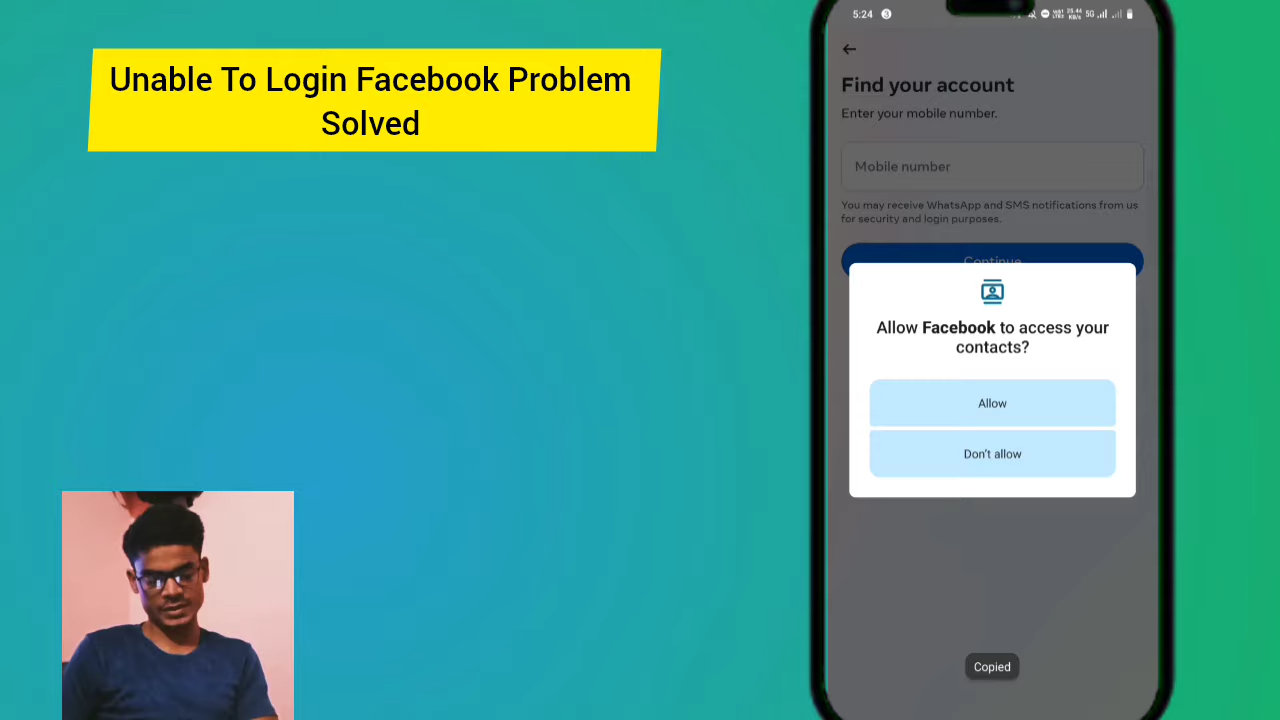 Unable To Login Facebook Problem
Solved
5:24
5G
Find your account
Enter your mobile number.
Mobile number
You may receive WhatsApp and SMS notifications from us
for security and login purposes.
Continue
Allow Facebook to access your
contacts?
Allow
Don't allow
Copied